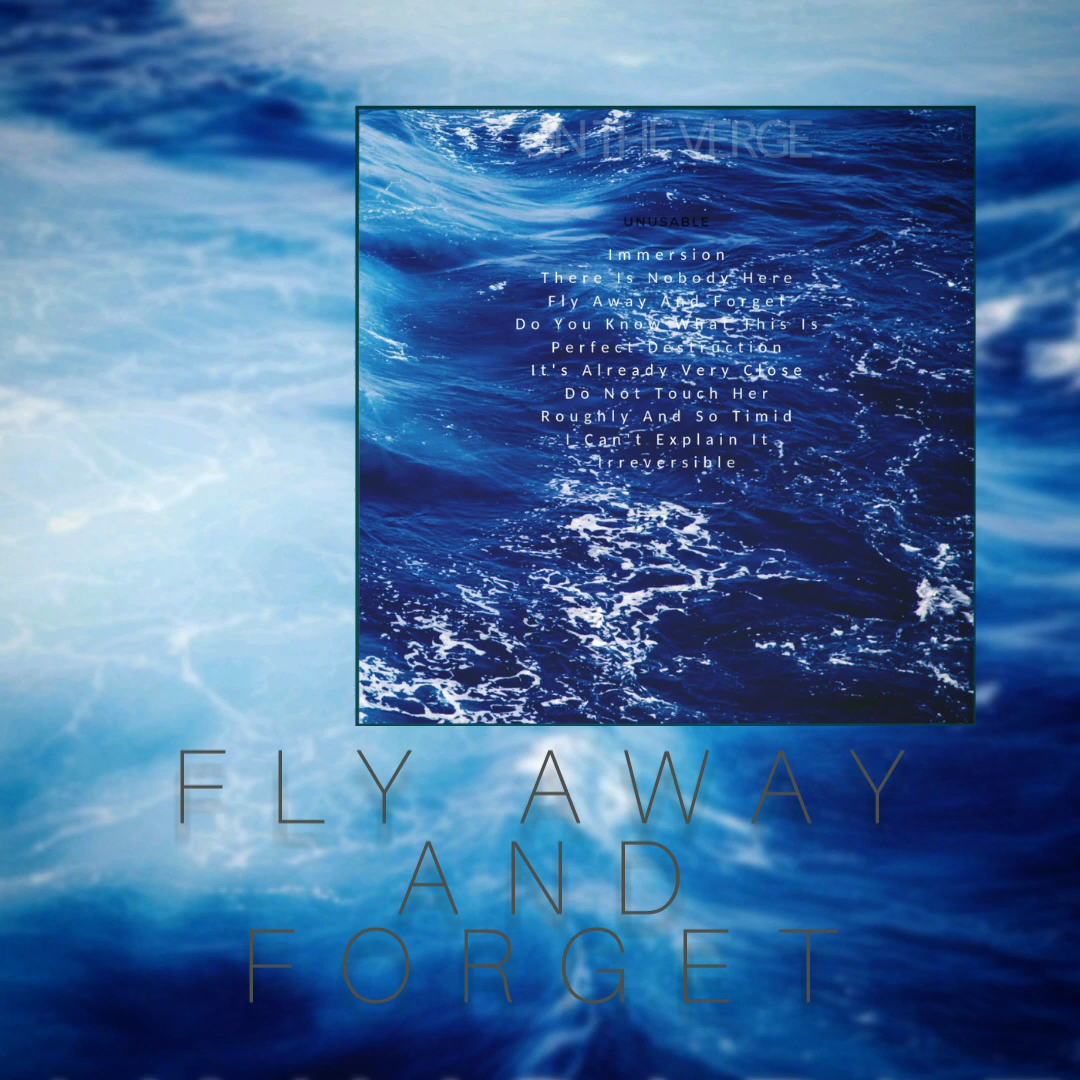 ON THE VERGE
UNUSABLE
Immersion
There Is Nobody Here
Fly Away And Forget
Do You Know What This Is
Perfect Destruction
It's Already Very Close
Do Not Touch Her
Roughly And So Timid
I Can't Explain It
Irreversible
FLY AWAY
AND
FORGET